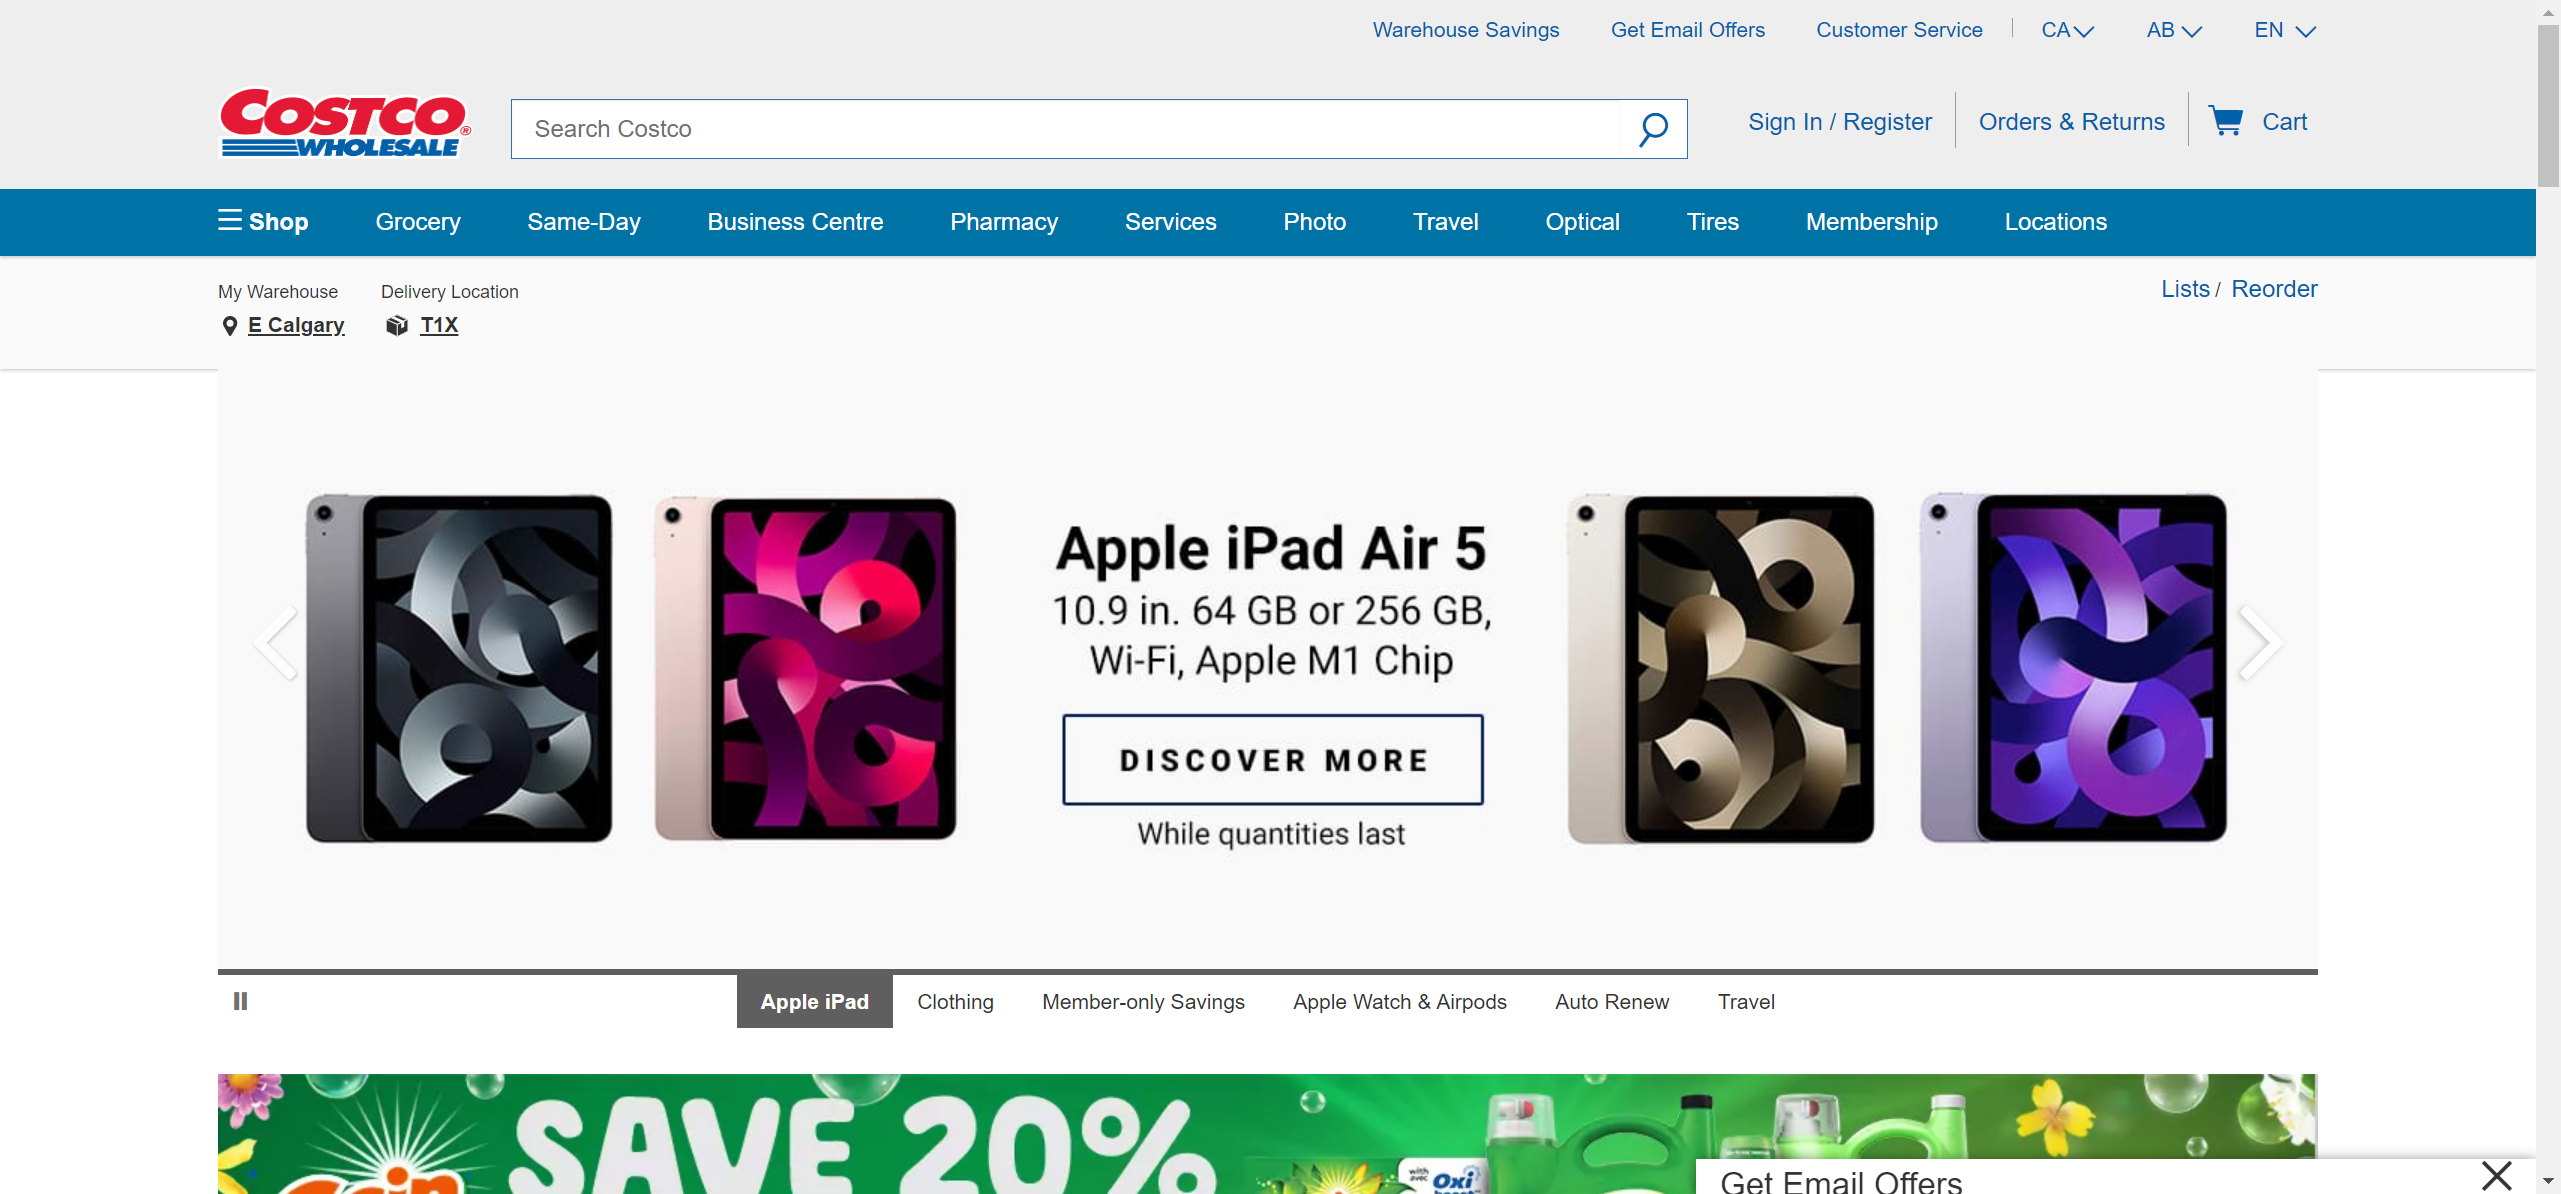 Warehouse Savings Get Email Offers Customer Service CA AB EN
COSTCO
WHOLESALE
Search Costco
Sign In / Register Orders & Returns Cart
Shop Grocery Same-Day Business Centre Pharmacy Services Photo Travel Optical Tires Membership Locations
My Warehouse Delivery Location
E Calgary T1X
Lists / Reorder
Apple iPad Air 5
10.9 in. 64 GB or 256 GB,
Wi-Fi, Apple M1 Chip
DISCOVER MORE
While quantities last
Apple iPad Clothing Member-only Savings Apple Watch & Airpods Auto Renew Travel
SAVE 20%
Gain
with
avec
Oxi
boost
Get Email Offers